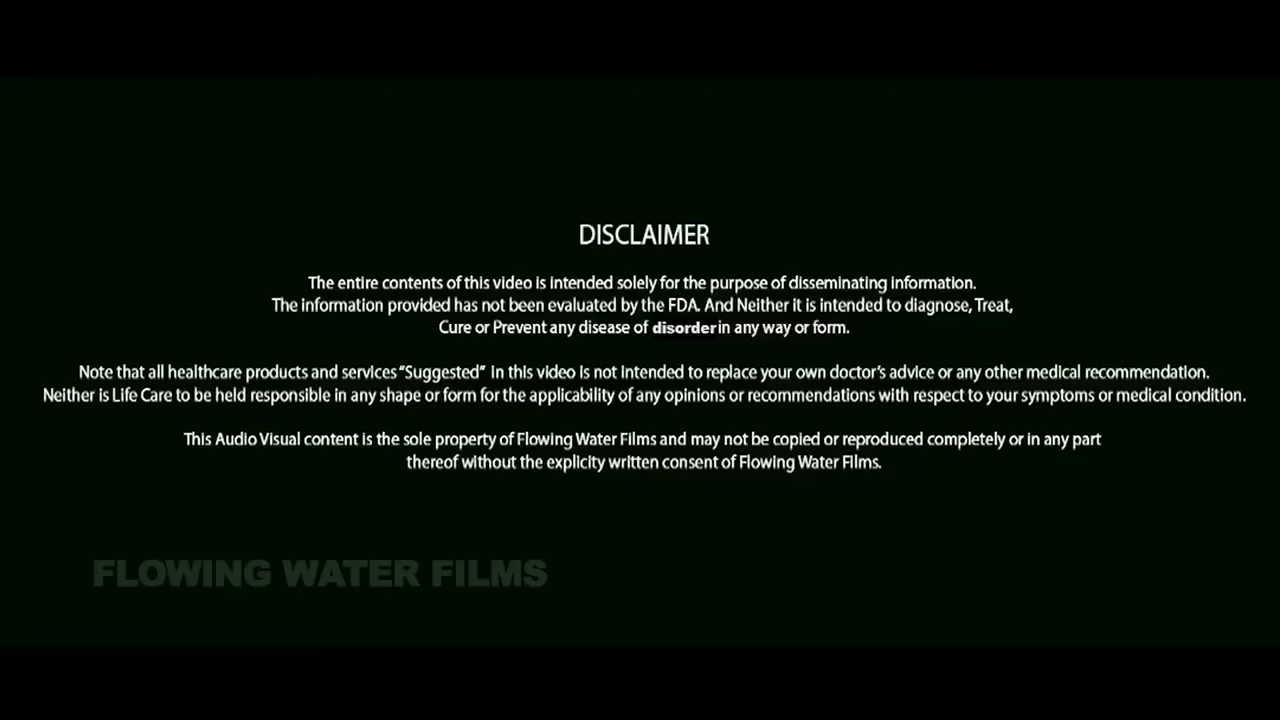 DISCLAIMER
The entire contents of this video is intended solely for the purpose of disseminating information.
The information provided has not been evaluated by the FDA. And Neither it is intended to diagnose, Treat,
Cure or Prevent any disease of disorder in any way or form.
Note that all healthcare products and services “Suggested” in this video is not intended to replace your own doctor's advice or any other medical recommendation.
Neither is Life Care to be held responsible in any shape or form for the applicability of any opinions or recommendations with respect to your symptoms or medical condition.
This Audio Visual content is the sole property of Flowing Water Films and may not be copied or reproduced completely or in any part
thereof without the explicity written consent of Flowing Water Films.
FLOWING WATER FILMS